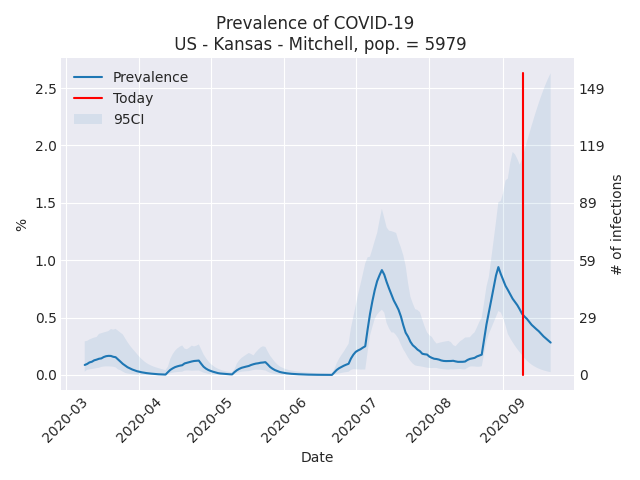 Prevalence of COVID-19
US - Kansas - Mitchell, pop. = 5979
Prevalence
Today
95CI
2.5
2.0
1.5
1.0
0.5
0.0
%
149
119
89
59
29
0
# of infections
2020-03
2020-04
2020-05
2020-06
2020-07
2020-08
2020-09
Date